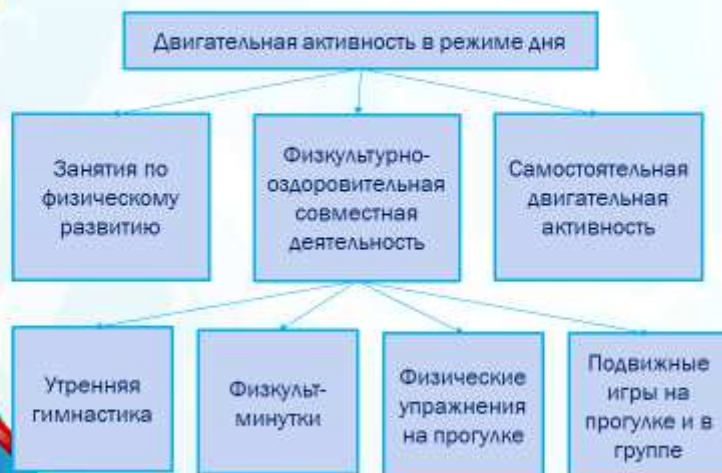 Двигательная активность в режиме дня
Занятия по
физическому
развитию
Физкультурно-
оздоровительная
совместная
деятельность
Самостоятельная
двигательная
активность
Утренняя
гимнастика
Физкульт-
минутки
Физические
упражнения
на прогулке
Подвижные
игры на
прогулке и в
группе